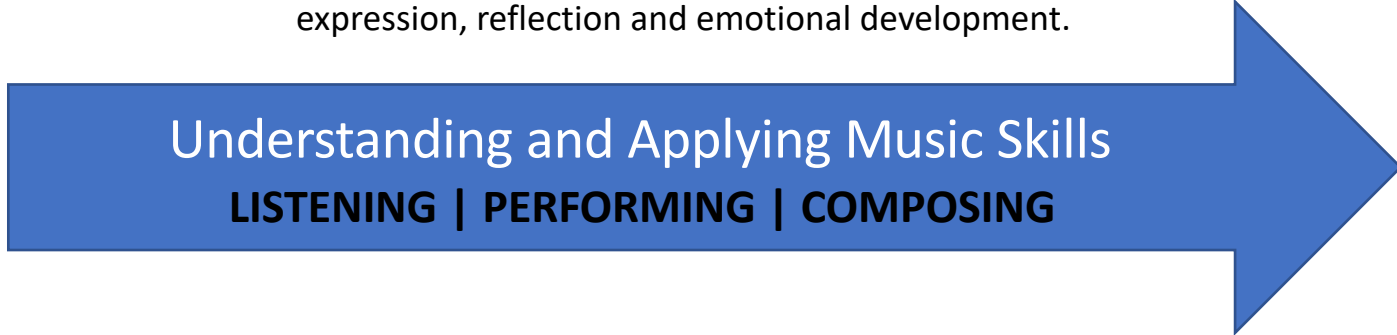 expression, reflection and emotional development.
Understanding and Applying Music Skills
LISTENING | PERFORMING | COMPOSING